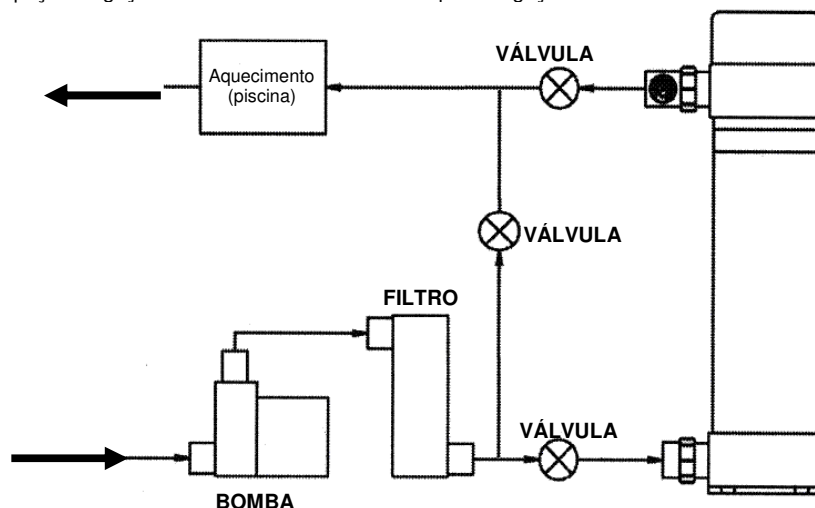 VÁLVULA
Aquecimento
(piscina)
VÁLVULA
FILTRO
VÁLVULA
BOMBA